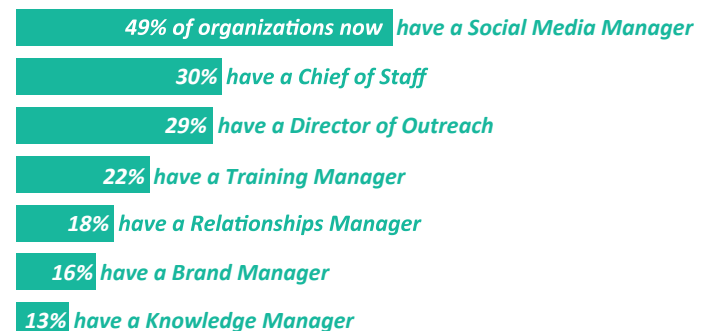 49% of organizations now have a Social Media Manager
30% have a Chief of Staff
29% have a Director of Outreach
22% have a Training Manager
18% have a Relationships Manager
16% have a Brand Manager
13% have a Knowledge Manager